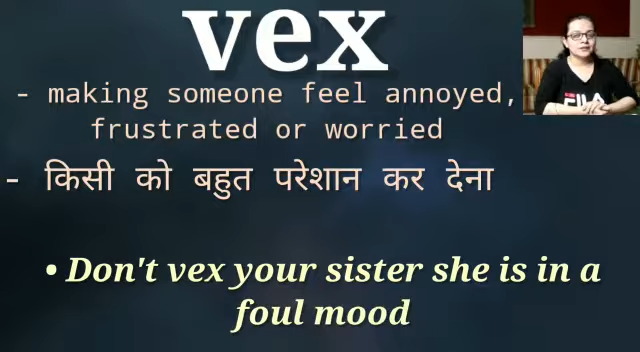 vex
- making someone feel annoyed,
frustrated or worried
- किसी को बहुत परेशान कर देना
• Don't vex your sister she is in a
foul mood
FILA